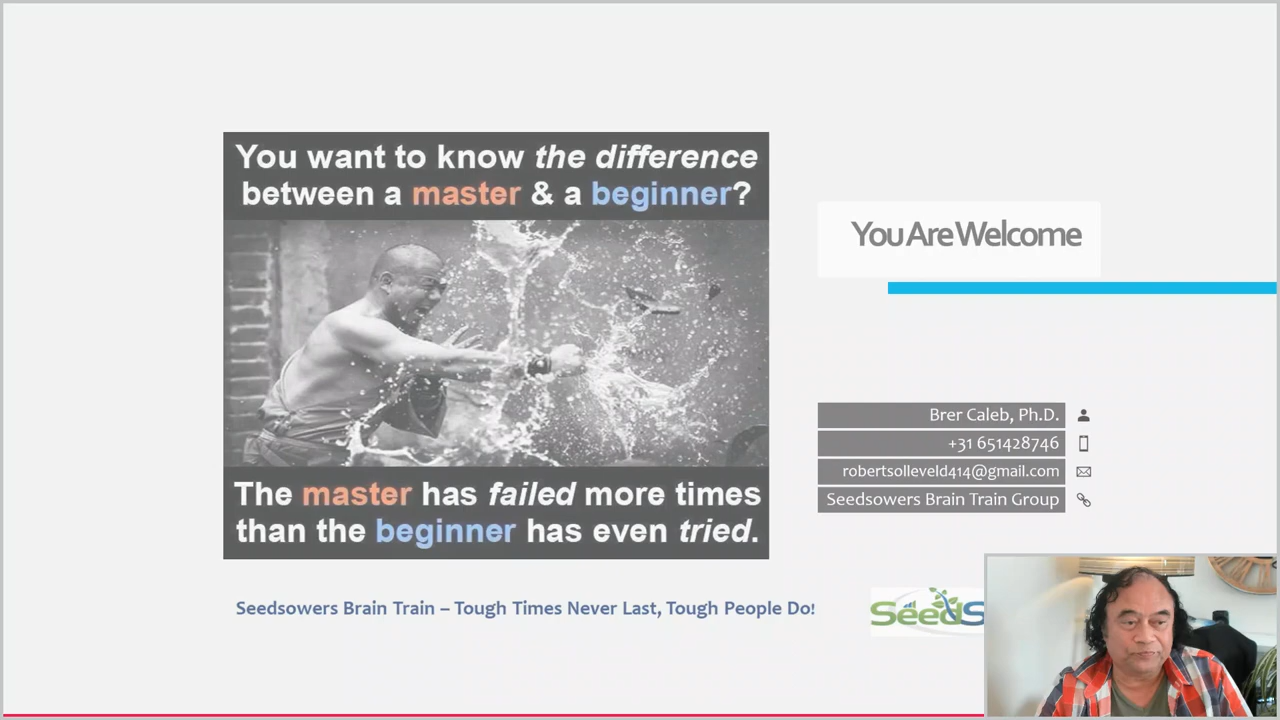 You want to know the difference
between a master & a beginner?
The master has failed more times
than the beginner has even tried.
You Are Welcome
Brer Caleb, Ph.D.
+31 651428746
robertsolleveld414@gmail.com
Seedsowers Brain Train Group
Seedsowers Brain Train – Tough Times Never Last, Tough People Do!
SeedS